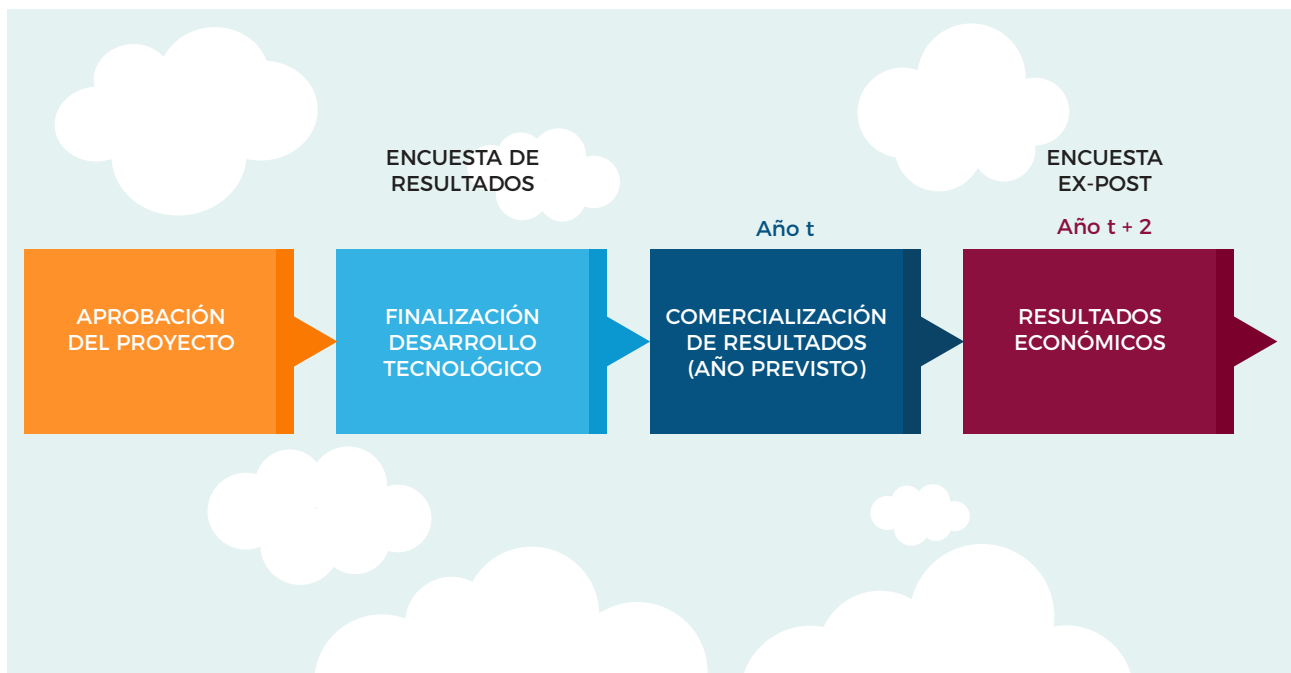 ENCUESTA DE
RESULTADOS
ENCUESTA
EX-POST
Año t
Año t + 2
APROBACIÓN
DEL PROYECTO
FINALIZACIÓN
DESARROLLO
TECNOLÓGICO
COMERCIALIZACIÓN
DE RESULTADOS
(AÑO PREVISTO)
RESULTADOS
ECONÓMICOS